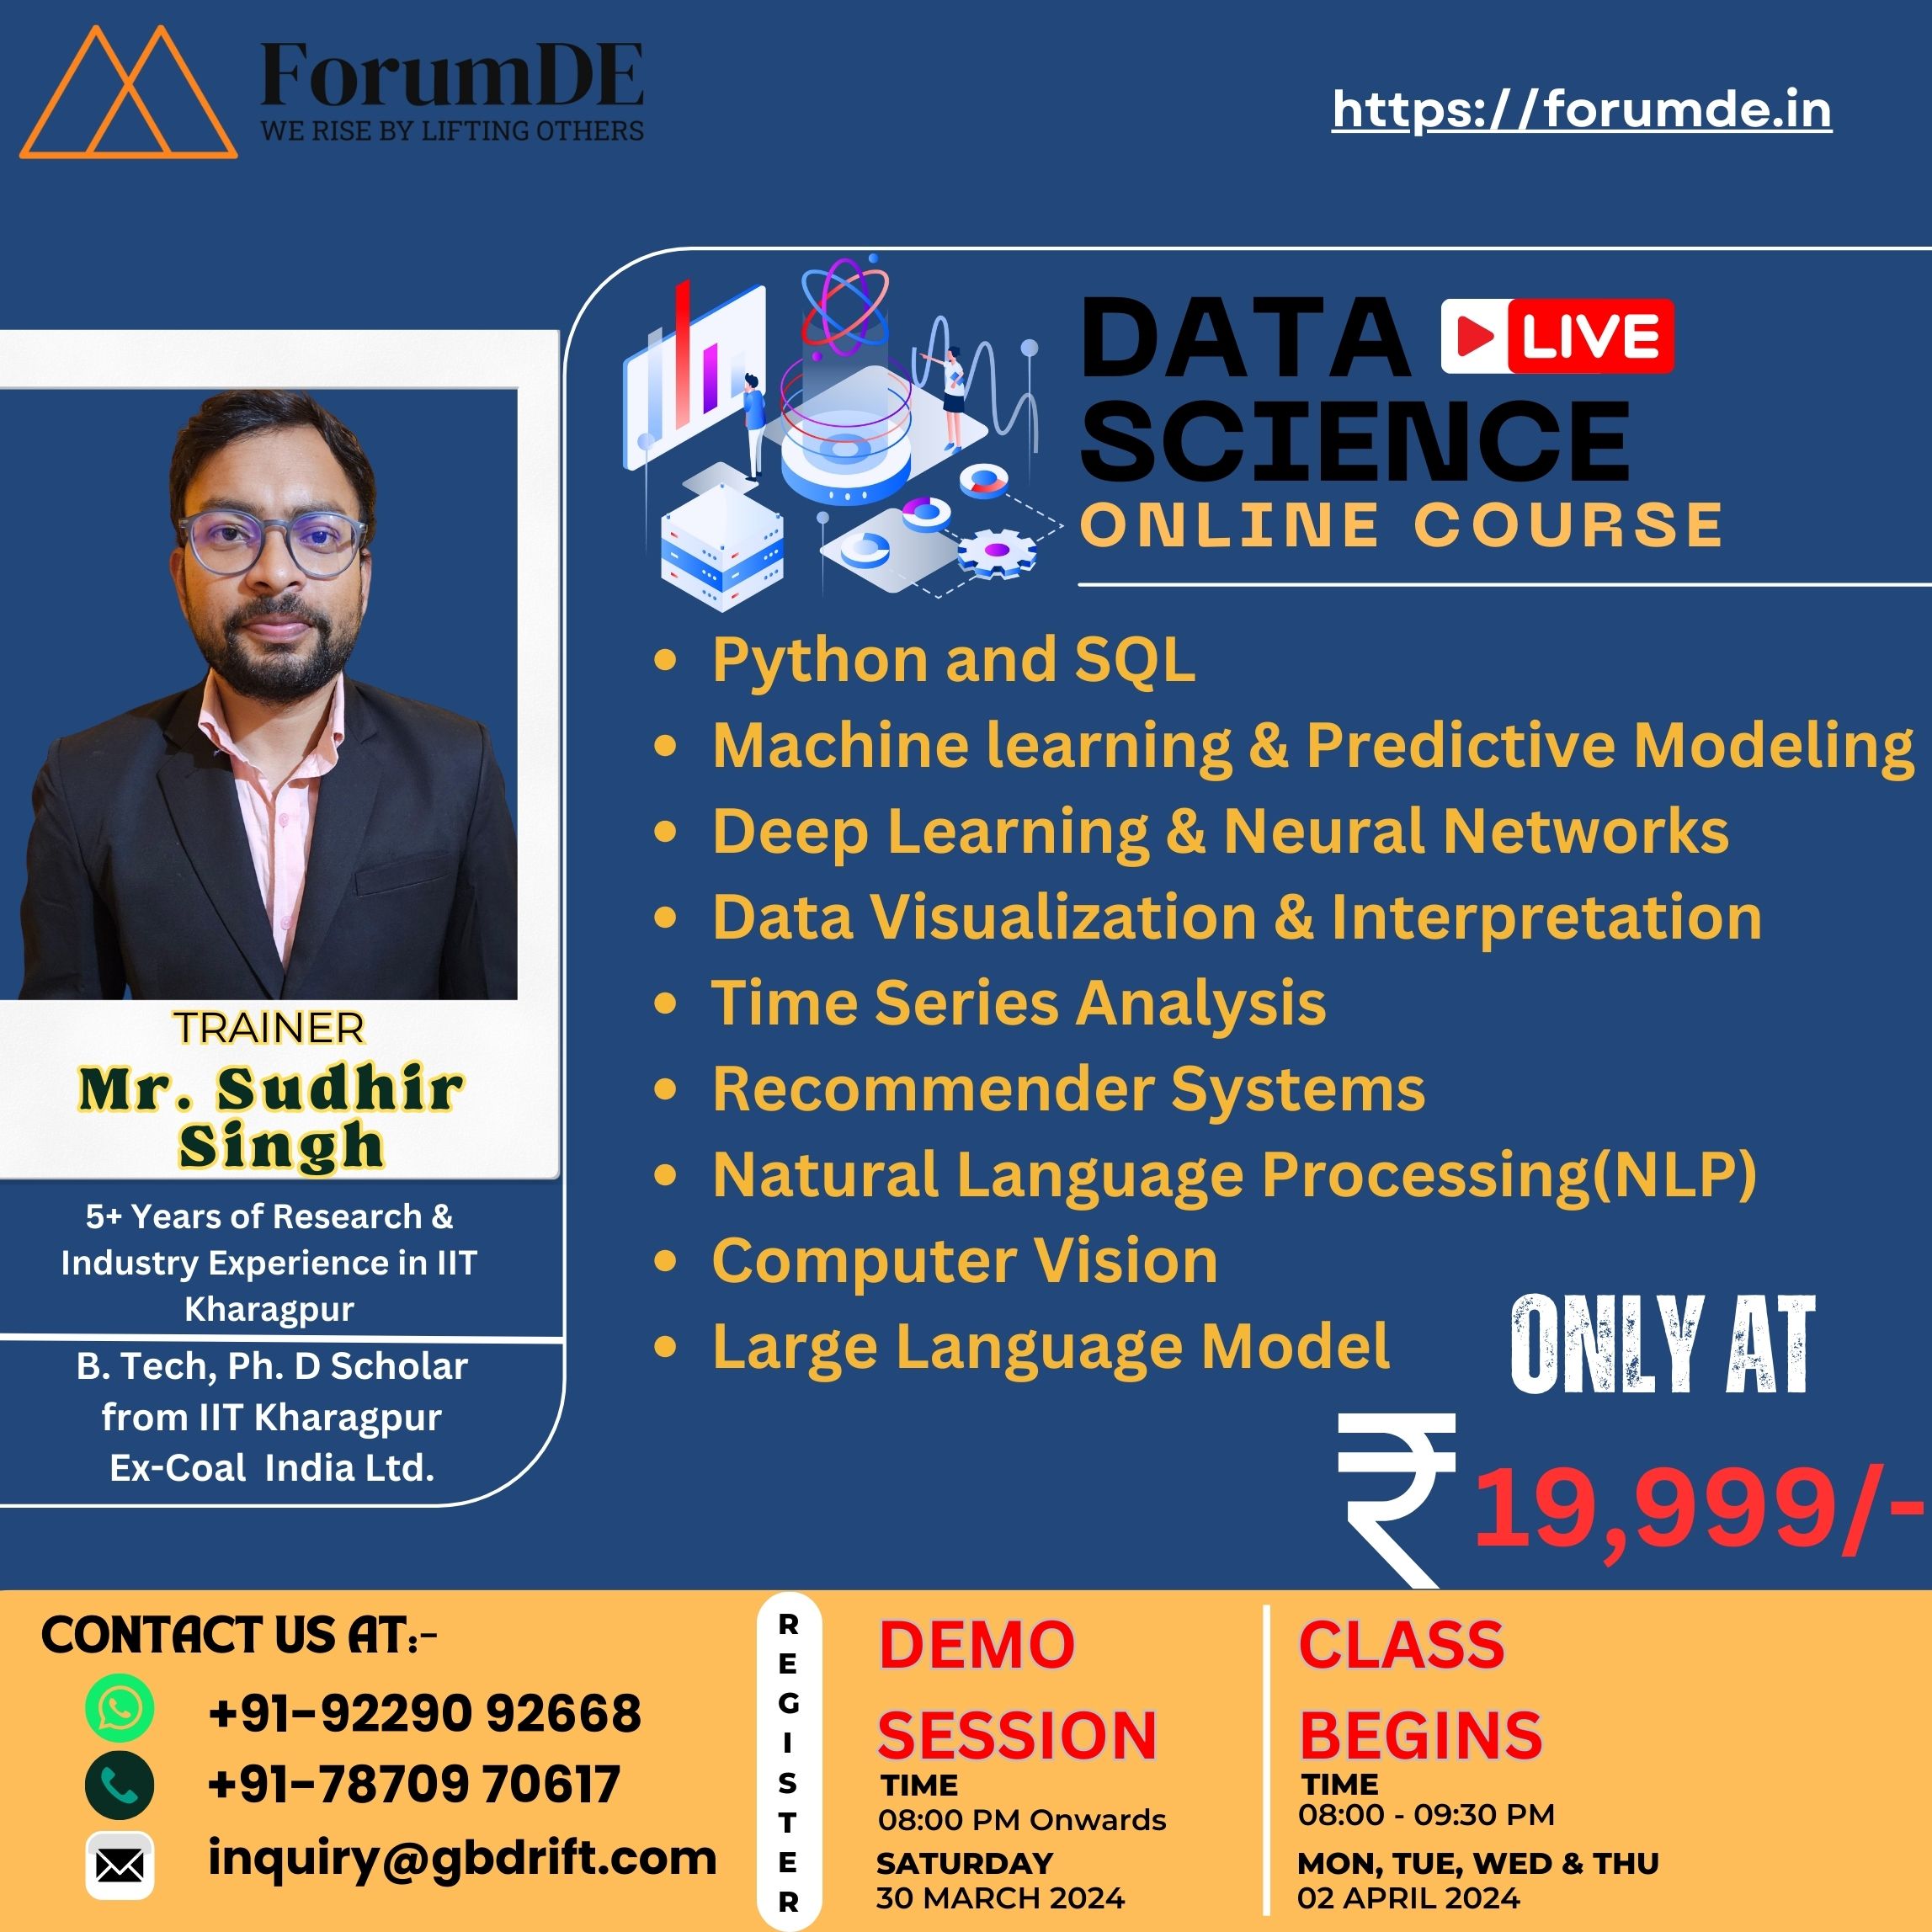 ForumDE
WE RISE BY LIFTING OTHERS
https://forumde.in
DATA
LIVE
SCIENCE
ONLINE COURSE
• Python and SQL
• Machine learning & Predictive Modeling
• Deep Learning & Neural Networks
• Data Visualization & Interpretation
• Time Series Analysis
• Recommender Systems
• Natural Language Processing(NLP)
• Computer Vision
• Large Language Model
TRAINER
Mr. Sudhir
Singh
5+ Years of Research &
Industry Experience in IIT
Kharagpur
B. Tech, Ph. D Scholar
from IIT Kharagpur
Ex-Coal India Ltd.
ONLY AT
₹ 19,999/-
CONTACT US AT:-
+91-92290 92668
+91-78709 70617
inquiry@gbdrift.com
REGISTER
DEMO
SESSION
TIME
08:00 PM Onwards
SATURDAY
30 MARCH 2024
CLASS
BEGINS
TIME
08:00 - 09:30 PM
MON, TUE, WED & THU
02 APRIL 2024